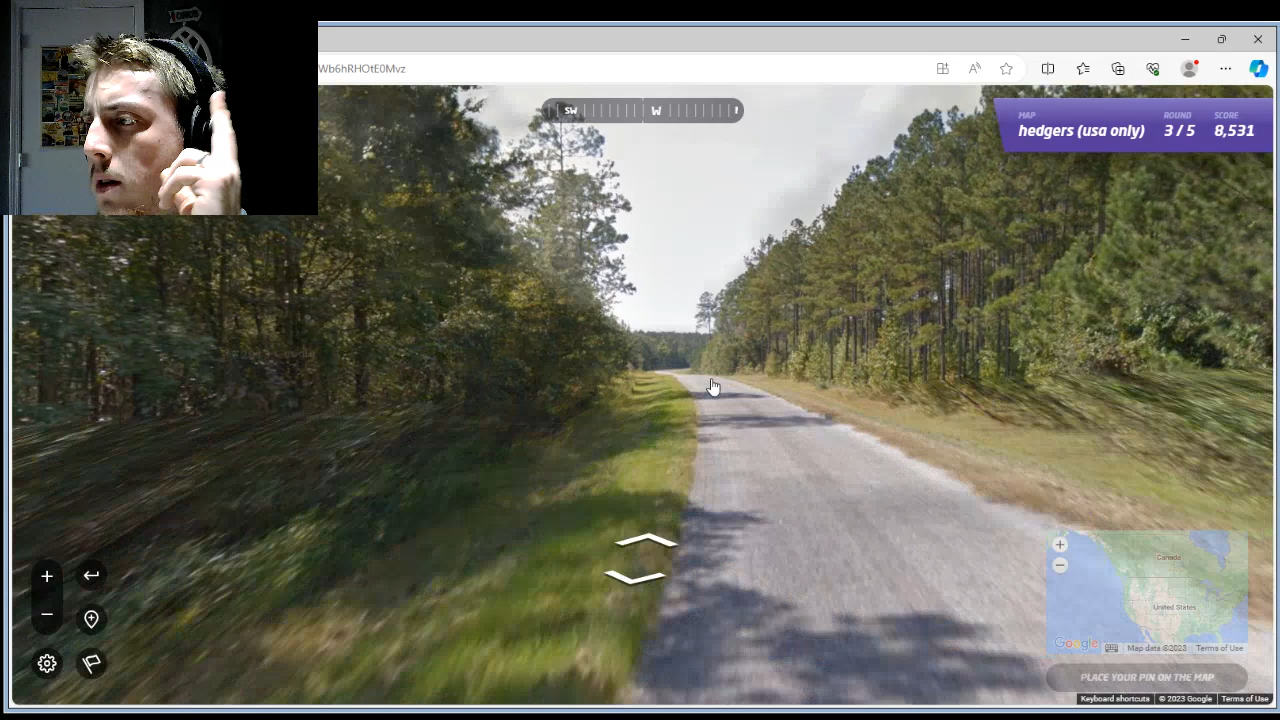 Wb6hRHOtE0Mvz
SW W
MAP ROUND SCORE
hedgers (usa only) 3 / 5 8,531
Canada
United States
Google
Map data ©2023 Terms of Use
PLACE YOUR PIN ON THE MAP
Keyboard shortcuts © 2023 Google Terms of Use